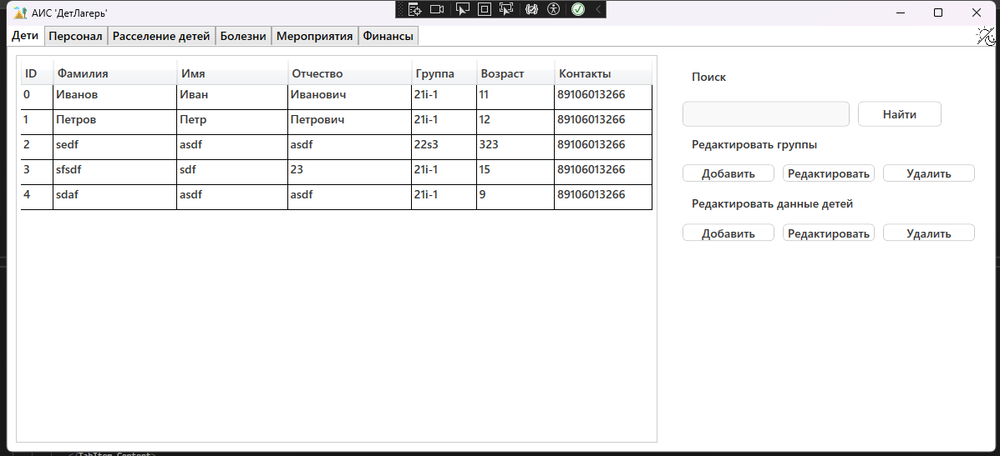 АИС 'ДетЛагерь'
Дети Персонал Расселение детей Болезни Мероприятия Финансы
ID Фамилия Имя Отчество Группа Возраст Контакты
0 Иванов Иван Иванович 21i-1 11 89106013266
1 Петров Петр Петрович 21i-1 12 89106013266
2 sedf asdf asdf 22s3 323 89106013266
3 sfsdf sdf 23 21i-1 15 89106013266
4 sdaf asdf asdf 21i-1 9 89106013266
Поиск
Найти
Редактировать группы
Добавить Редактировать Удалить
Редактировать данные детей
Добавить Редактировать Удалить
</TabItem.Content>